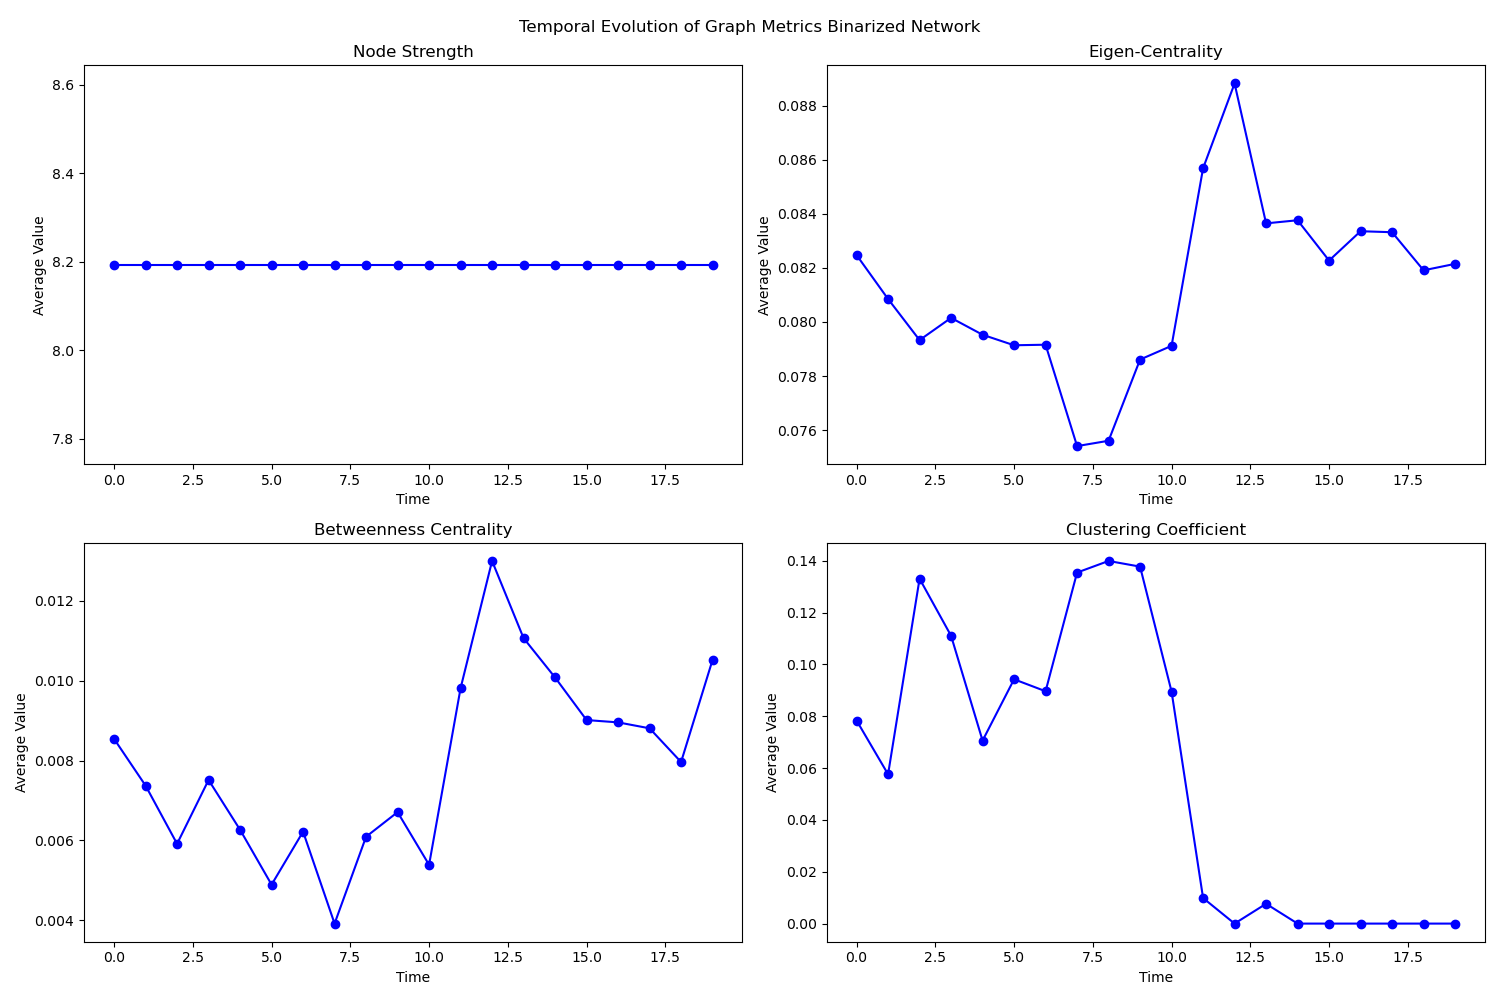 Temporal Evolution of Graph Metrics Binarized Network
Node Strength
8.6
8.4
8.2
8.0
7.8
Average Value
0.0 2.5 5.0 7.5 10.0 12.5 15.0 17.5
Time
Eigen-Centrality
0.088
0.086
0.084
0.082
0.080
0.078
0.076
Average Value
0.0 2.5 5.0 7.5 10.0 12.5 15.0 17.5
Time
Betweenness Centrality
0.012
0.010
0.008
0.006
0.004
Average Value
0.0 2.5 5.0 7.5 10.0 12.5 15.0 17.5
Time
Clustering Coefficient
0.14
0.12
0.10
0.08
0.06
0.04
0.02
0.00
Average Value
0.0 2.5 5.0 7.5 10.0 12.5 15.0 17.5
Time